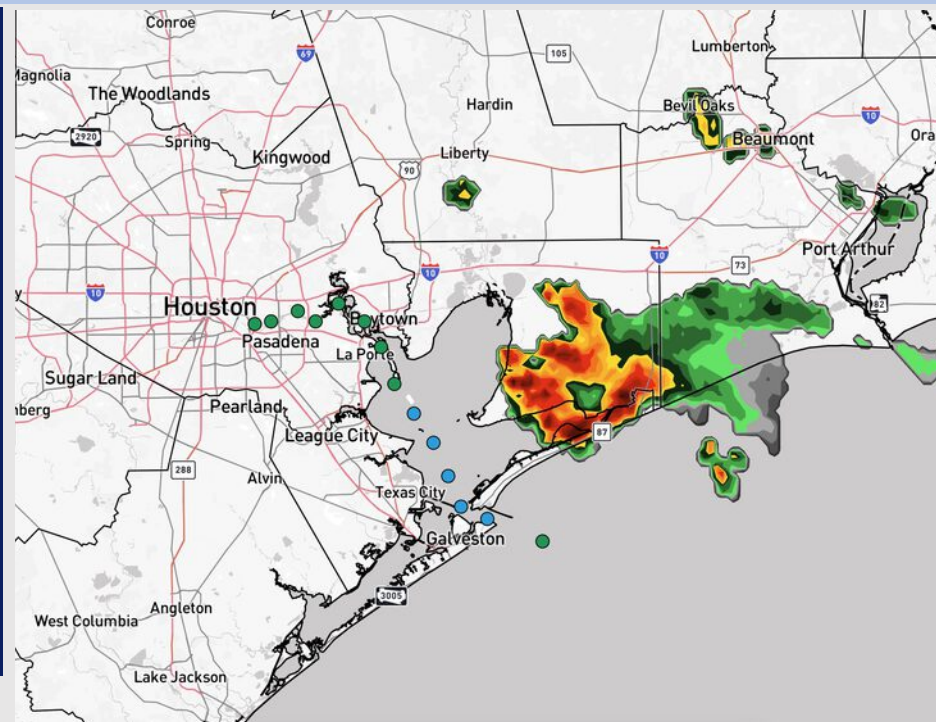 Conroe
69
105
Lumberton
Magnolia
The Woodlands
Hardin
Bevil Oaks
10
2920
Spring
Beaumont
Ora
Kingwood
Liberty
90
Port Arthur
10
73
10
10
Houston
Baytown
82
Pasadena
La Porte
Sugar Land
nberg
Pearland
League City
87
288
Alvin
Texas City
Galveston
3005
Angleton
West Columbia
Lake Jackson